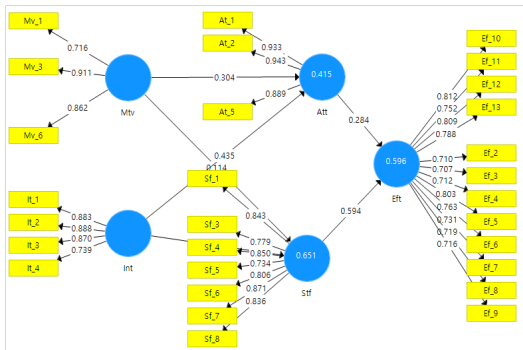 Mv_1
Mv_3
Mv_6
0.716
0.911
0.862
Mtv
It_1
It_2
It_3
It_4
0.883
0.888
0.870
0.739
Int
At_1
At_2
At_5
0.933
0.943
0.889
0.415
Att
0.304
0.435
0.114
Sf_1
Sf_3
Sf_4
Sf_5
Sf_6
Sf_7
Sf_8
0.843
0.779
0.850
0.734
0.806
0.871
0.836
0.651
Stf
0.284
0.594
0.596
Eft
0.812
0.752
0.809
0.788
0.710
0.707
0.712
0.803
0.763
0.731
0.719
0.716
Ef_10
Ef_11
Ef_12
Ef_13
Ef_2
Ef_3
Ef_4
Ef_5
Ef_6
Ef_7
Ef_8
Ef_9